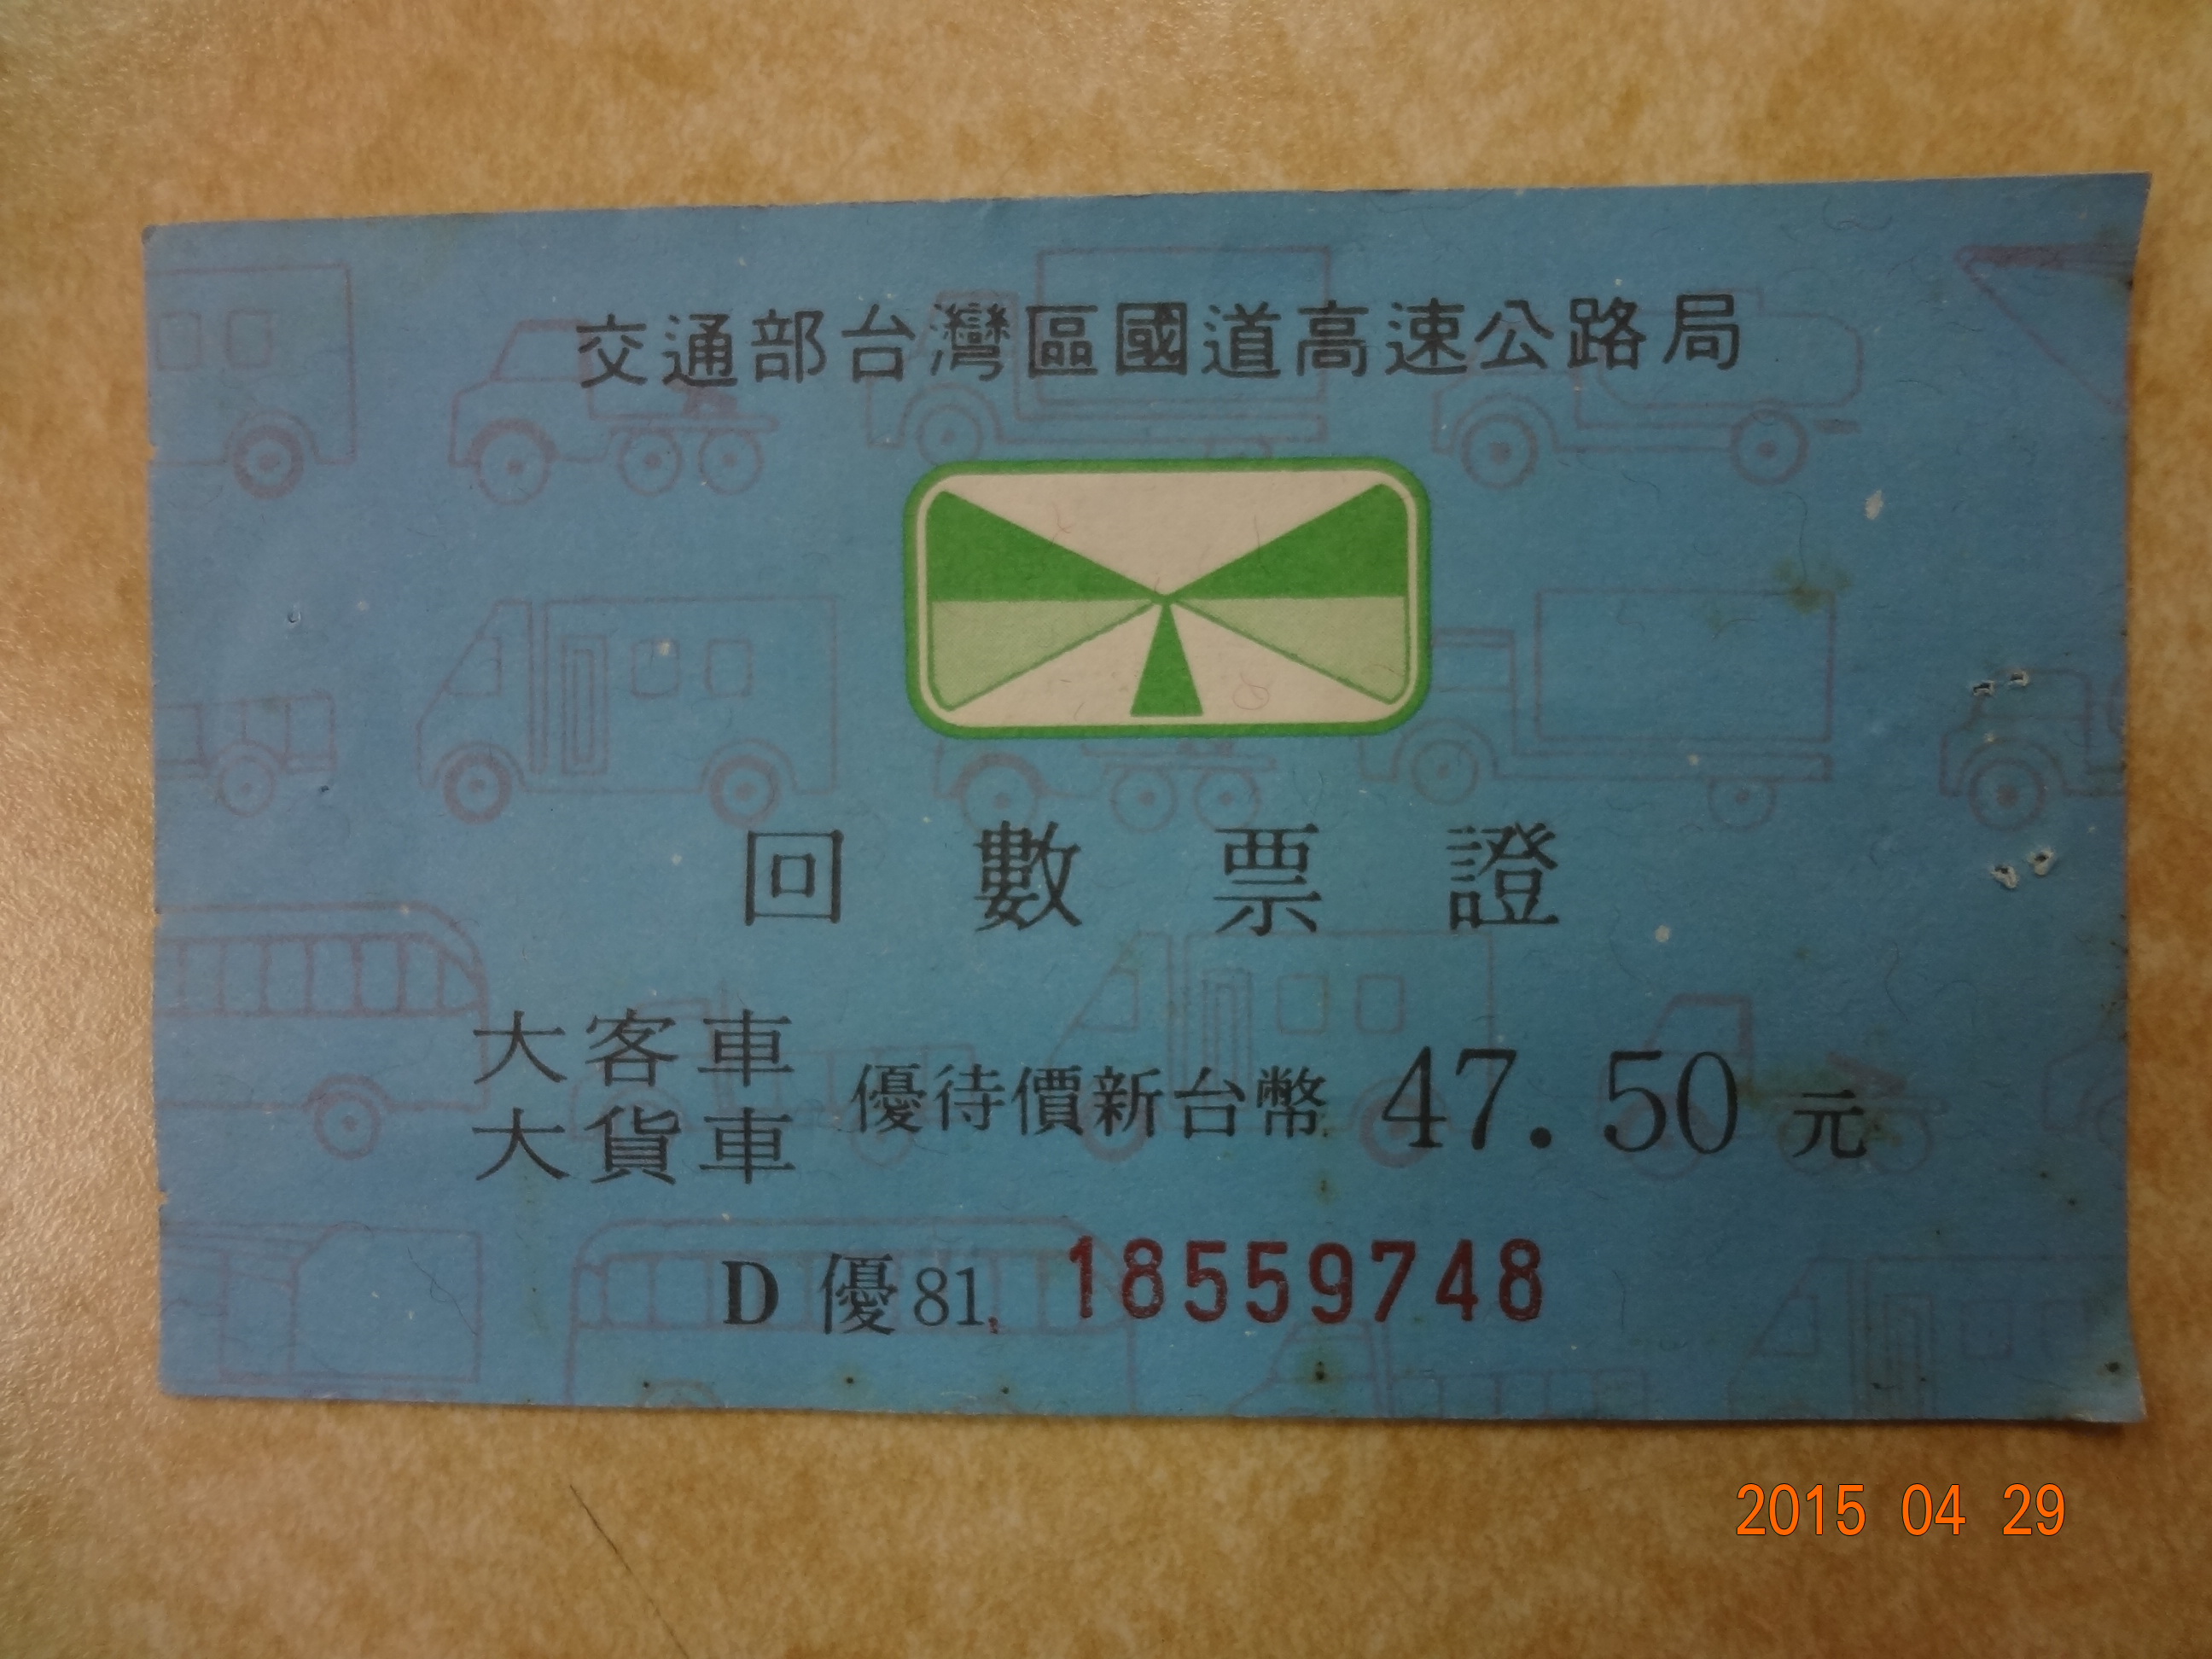 交通部台灣區國道高速公路局
回數票證
大客車
大貨車
優待價新台幣 47.50 元
D 優81 18559748
2015 04 29